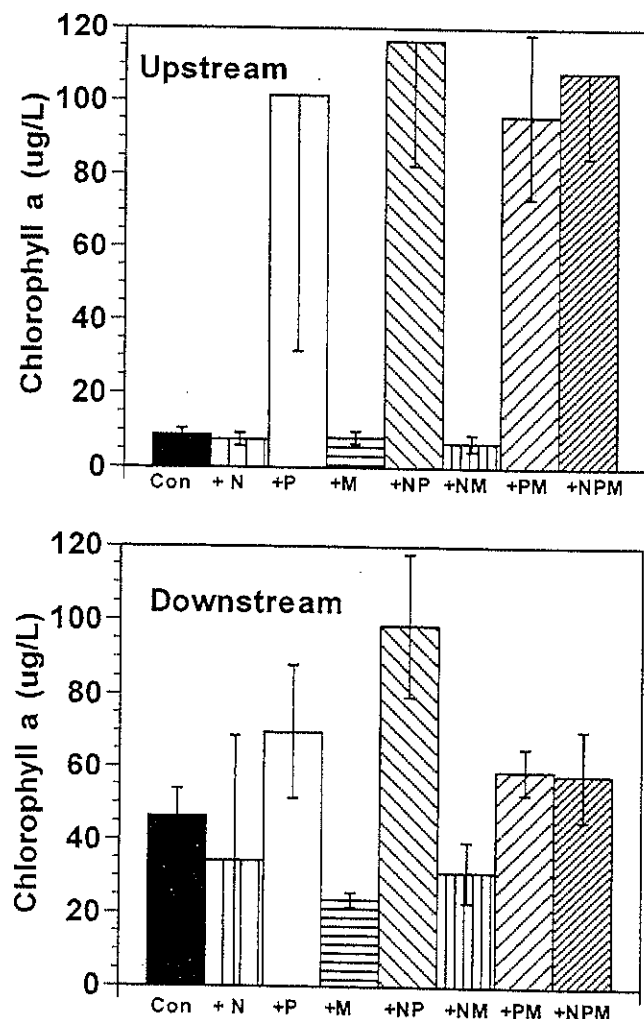 120
Upstream
100
80
60
40
20
0
Chlorophyll a (ug/L)
Con + N +P +M +NP +NM +PM +NPM
120
Downstream
100
80
60
40
20
0
Chlorophyll a (ug/L)
Con + N +P +M +NP +NM +PM +NPM